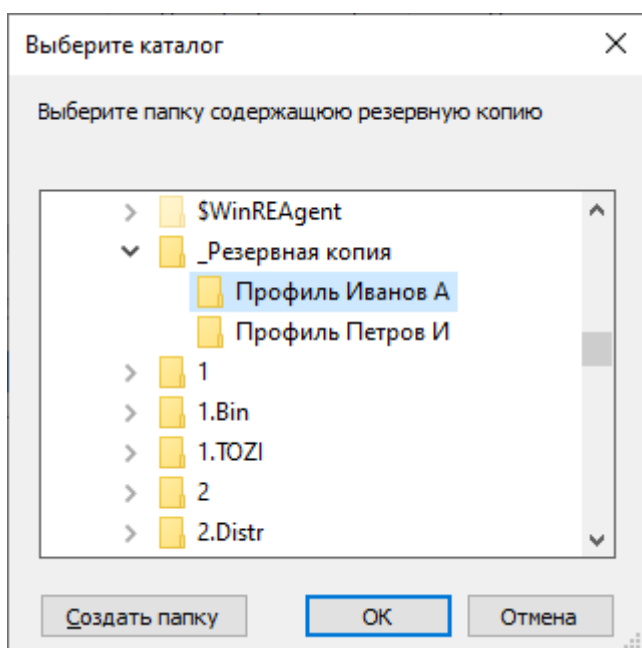 Выберите каталог
Выберите папку содержащую резервную копию
$WinREAgent
_Резервная копия
Профиль Иванов А
Профиль Петров И
1
1.Bin
1.TOZI
2
2.Distr
Создать папку
ОК
Отмена